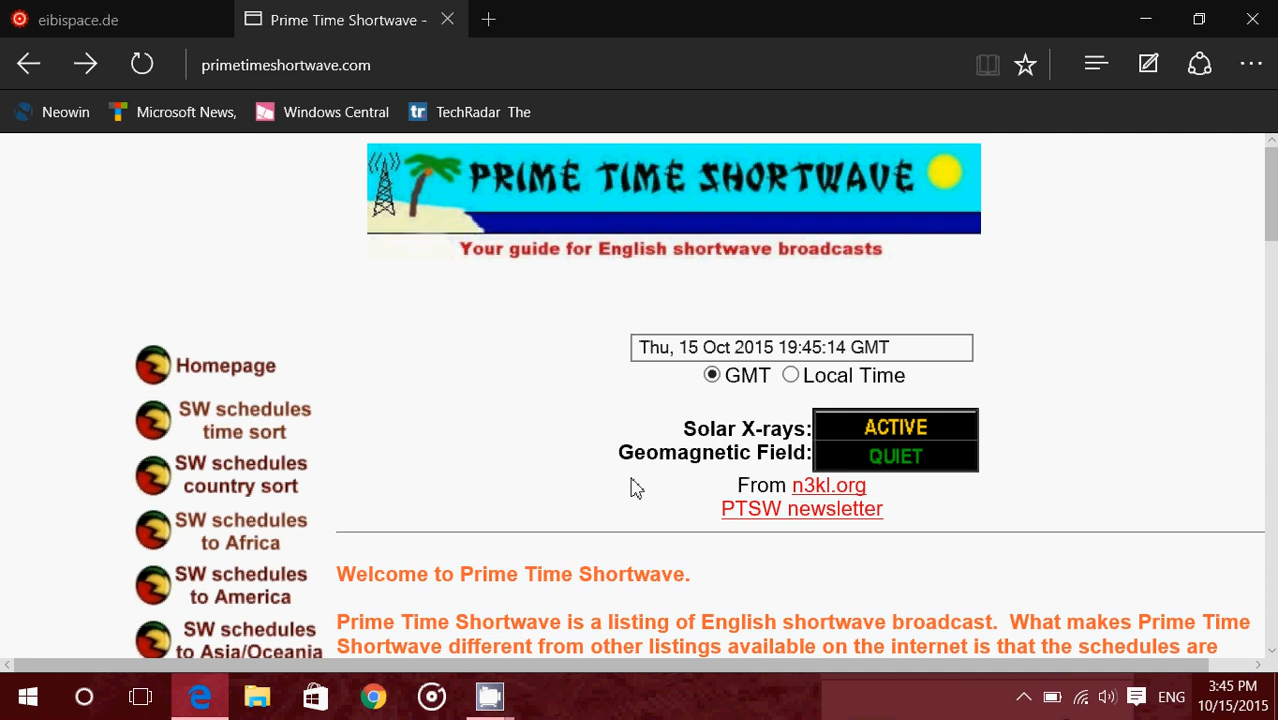 eibispace.de
Prime Time Shortwave -
primetimeshortwave.com
Neowin
Microsoft News,
Windows Central
tr
TechRadar The
PRIME TIME SHORTWAVE
Your guide for English shortwave broadcasts
Thu, 15 Oct 2015 19:45:14 GMT
GMT
Local Time
Solar X-rays: ACTIVE
Geomagnetic Field: QUIET
From n3kl.org
PTSW newsletter
Homepage
SW schedules
time sort
SW schedules
country sort
SW schedules
to Africa
SW schedules
to America
SW schedules
to Asia/Oceania
Welcome to Prime Time Shortwave.
Prime Time Shortwave is a listing of English shortwave broadcast. What makes Prime Time
Shortwave different from other listings available on the internet is that the schedules are
ENG
3:45 PM
10/15/2015